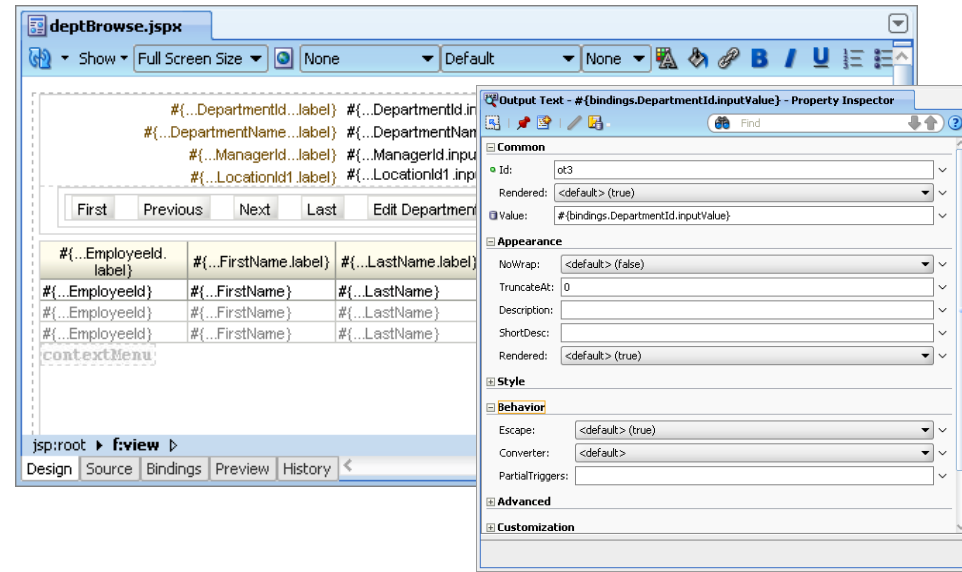 deptBrowse.jspx
Show Full Screen Size None Default None B I U
#{...DepartmentId...label} #{...DepartmentId.in
#{...DepartmentName...label} #{...DepartmentNam
#{...ManagerId...label} #{...ManagerId.inpu
#{...LocationId1.label} #{...LocationId1.inpu
First Previous Next Last Edit Department
#{...EmployeeId. #{...FirstName.label} #{...LastName.label}
label}
#{...EmployeeId} #{...FirstName} #{...LastName}
#{...EmployeeId} #{...FirstName} #{...LastName}
#{...EmployeeId} #{...FirstName} #{...LastName}
contextMenu
jsp:root f:view
Design Source Bindings Preview History
Output Text - #{bindings.DepartmentId.inputValue} - Property Inspector
Find
Common
Id: ot3
Rendered: <default> (true)
Value: #{bindings.DepartmentId.inputValue}
Appearance
NoWrap: <default> (false)
TruncateAt: 0
Description:
ShortDesc:
Rendered: <default> (true)
Style
Behavior
Escape: <default> (true)
Converter: <default>
PartialTriggers:
Advanced
Customization